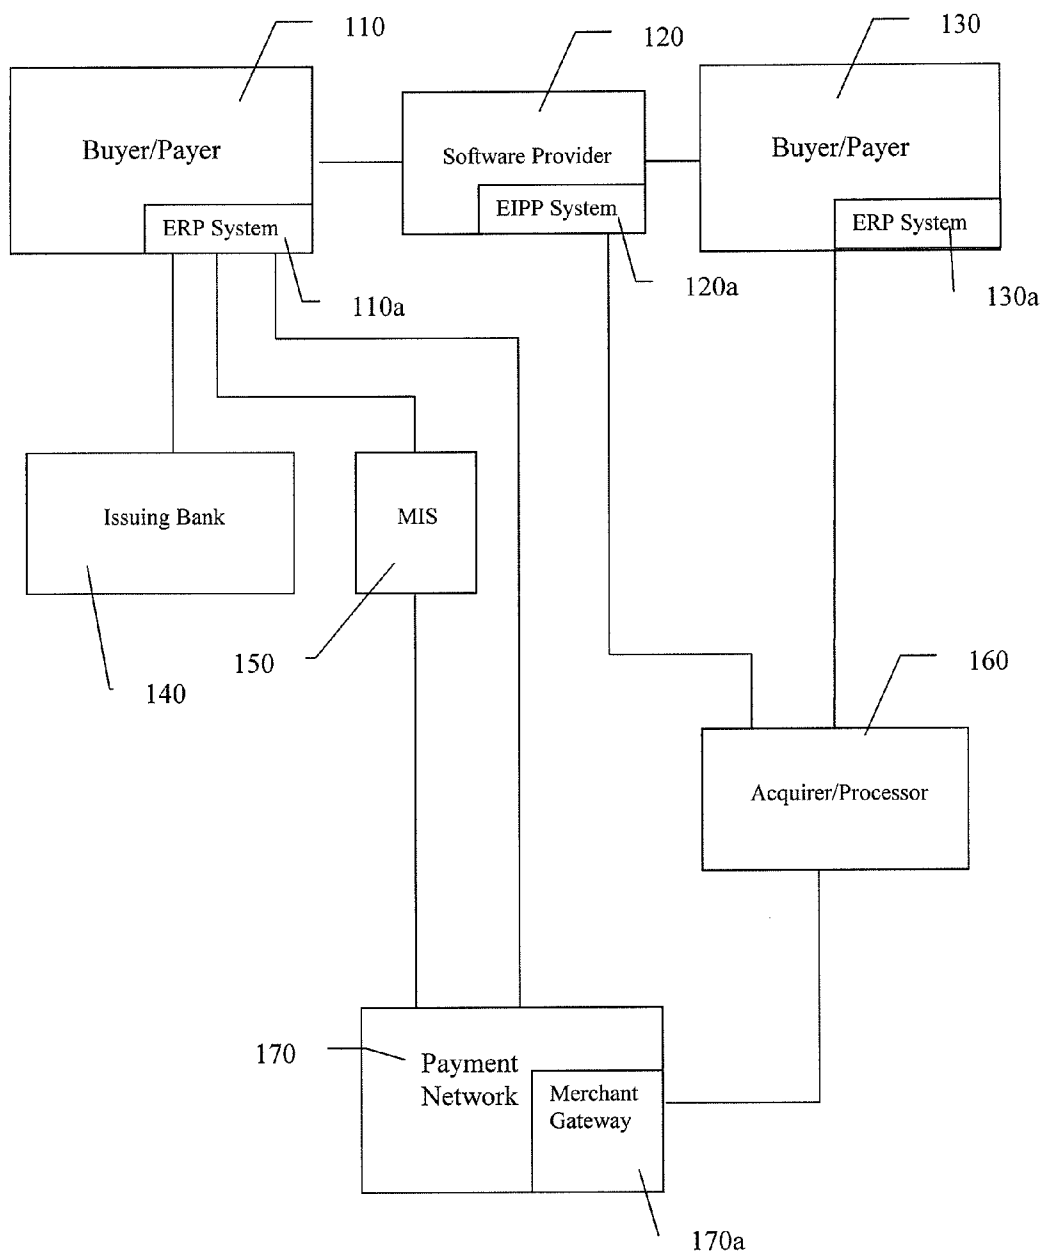 110
120
130
Buyer/Payer
Software Provider
Buyer/Payer
ERP System
EIPP System
ERP System
110a
120a
130a
Issuing Bank
MIS
140
150
160
Acquirer/Processor
170
Payment
Network
Merchant
Gateway
170a